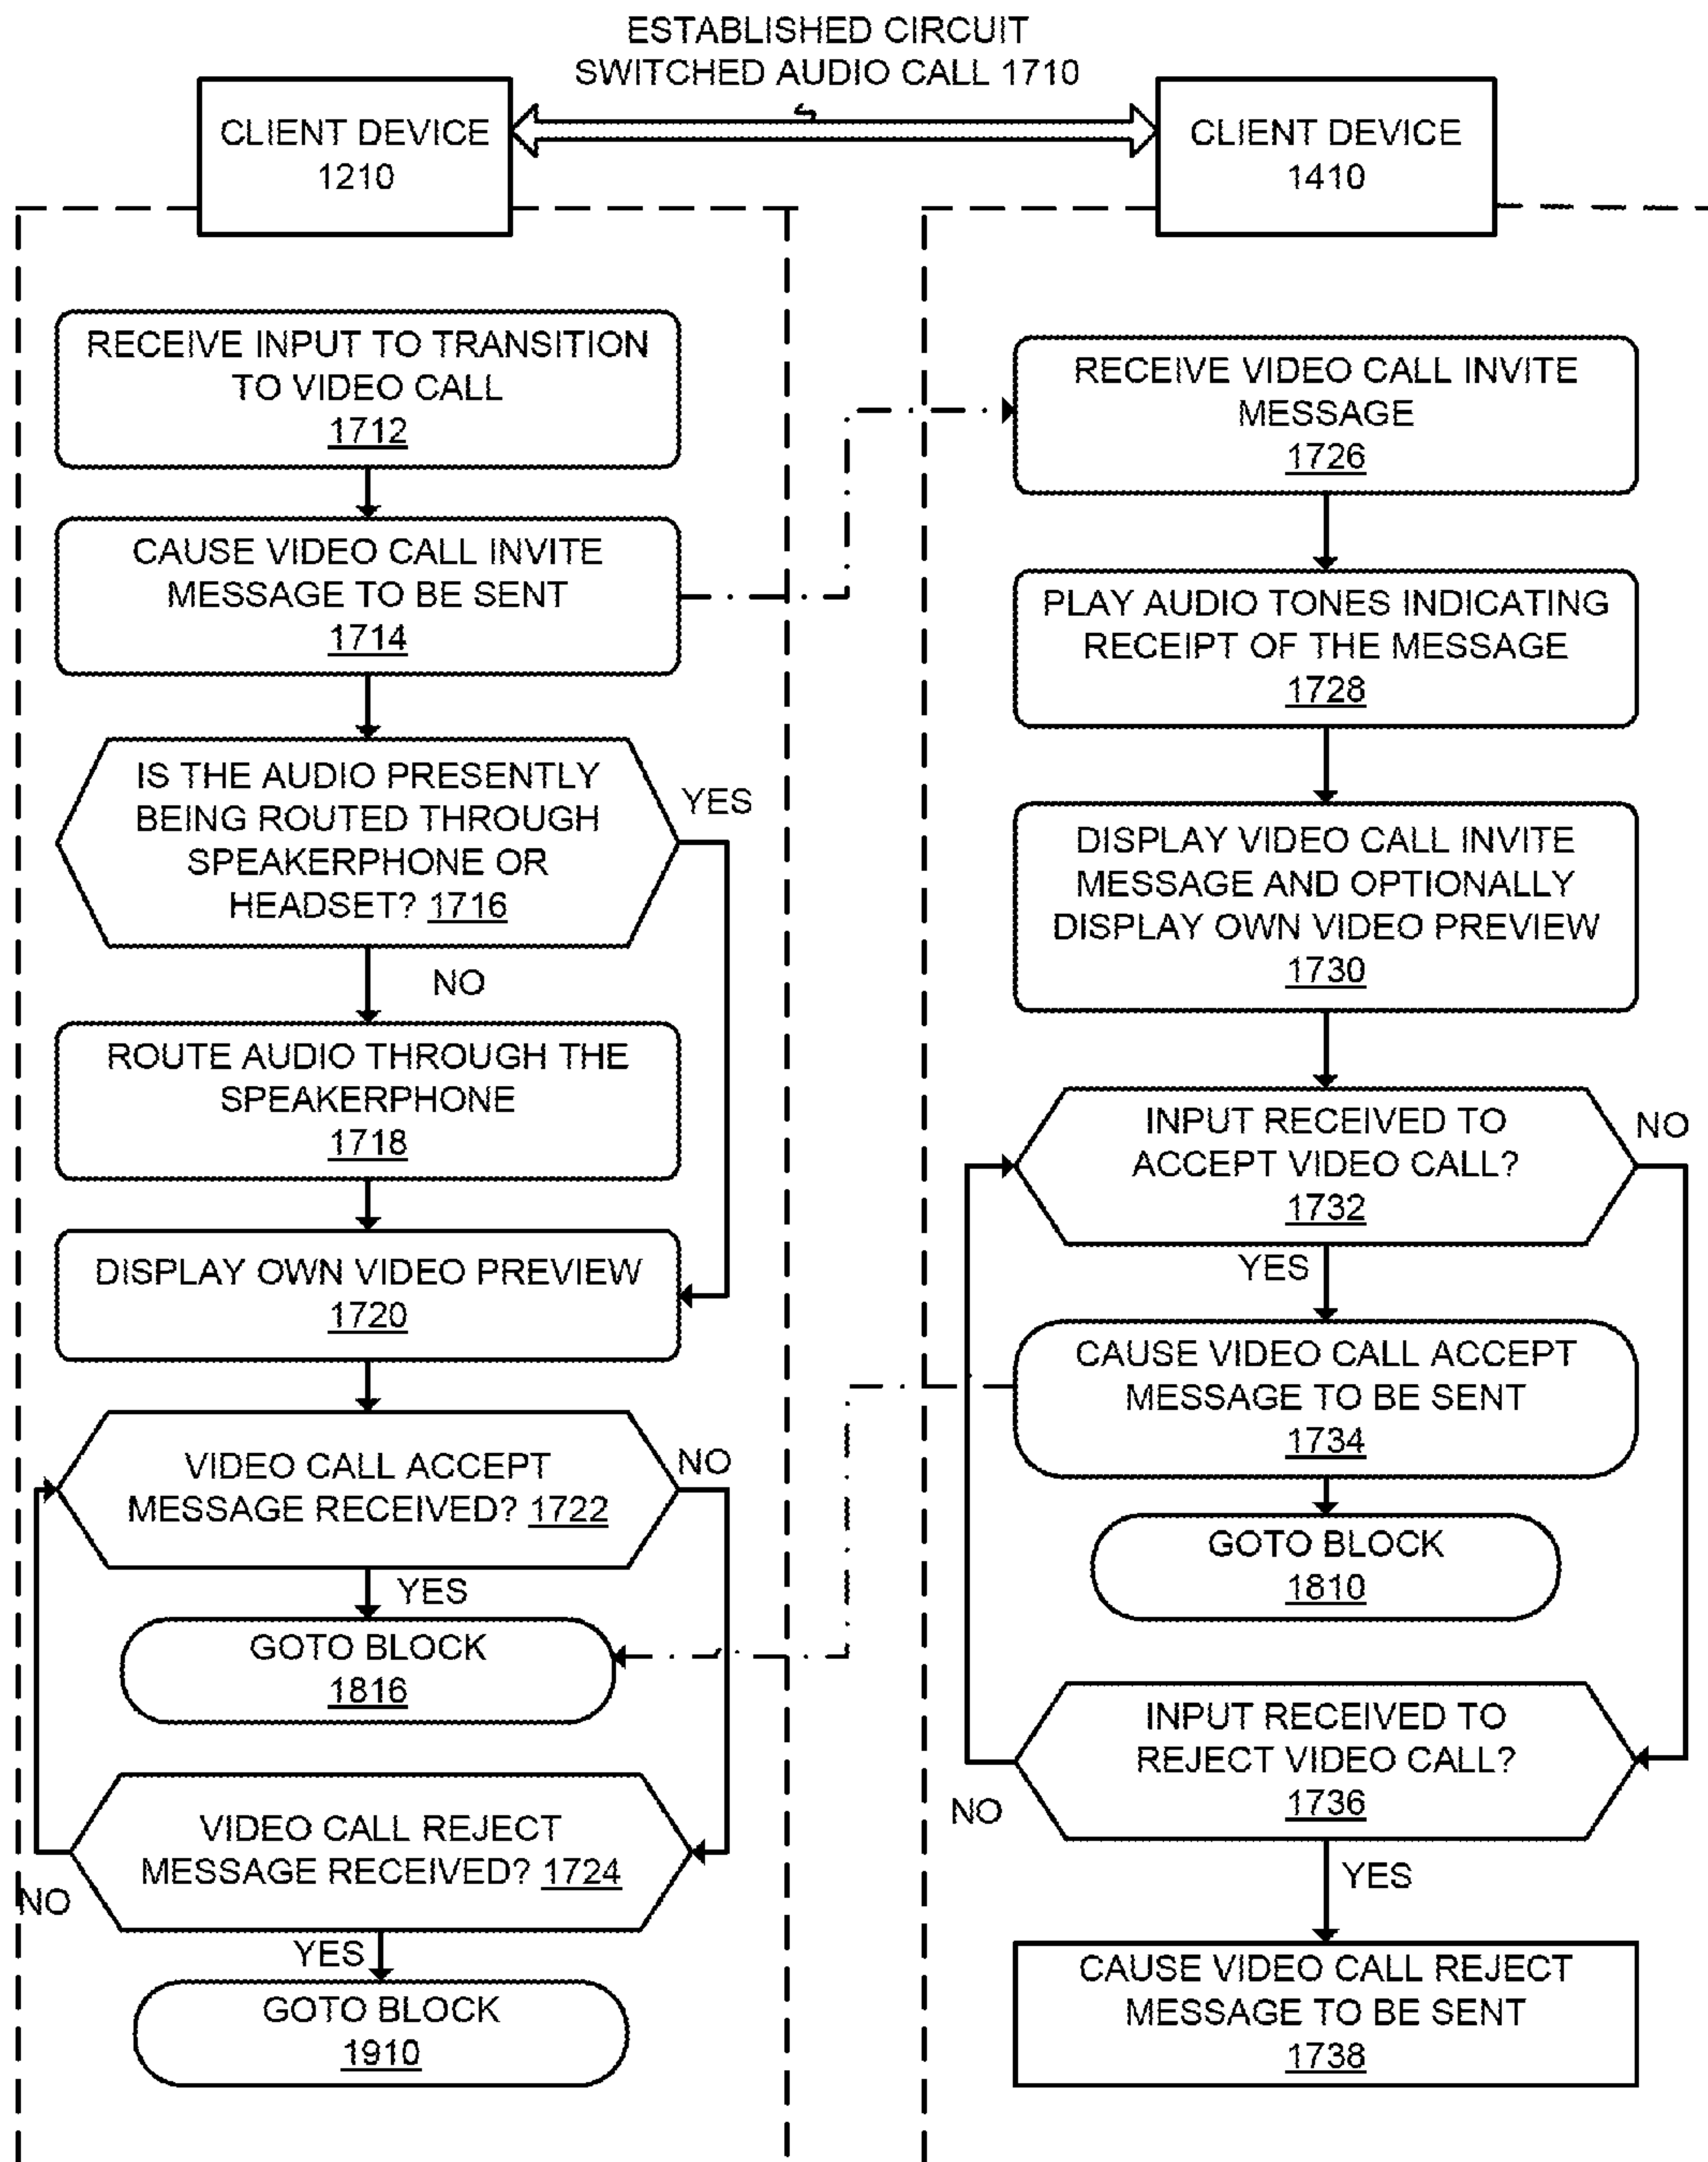 ESTABLISHED CIRCUIT
SWITCHED AUDIO CALL 1710
CLIENT DEVICE
1210
CLIENT DEVICE
1410
RECEIVE INPUT TO TRANSITION
TO VIDEO CALL
1712
CAUSE VIDEO CALL INVITE
MESSAGE TO BE SENT
1714
IS THE AUDIO PRESENTLY
BEING ROUTED THROUGH
SPEAKERPHONE OR
HEADSET? 1716
YES
NO
ROUTE AUDIO THROUGH THE
SPEAKERPHONE
1718
DISPLAY OWN VIDEO PREVIEW
1720
VIDEO CALL ACCEPT
MESSAGE RECEIVED? 1722
NO
YES
GOTO BLOCK
1816
VIDEO CALL REJECT
MESSAGE RECEIVED? 1724
NO
YES
GOTO BLOCK
1910
RECEIVE VIDEO CALL INVITE
MESSAGE
1726
PLAY AUDIO TONES INDICATING
RECEIPT OF THE MESSAGE
1728
DISPLAY VIDEO CALL INVITE
MESSAGE AND OPTIONALLY
DISPLAY OWN VIDEO PREVIEW
1730
INPUT RECEIVED TO
ACCEPT VIDEO CALL?
1732
NO
YES
CAUSE VIDEO CALL ACCEPT
MESSAGE TO BE SENT
1734
GOTO BLOCK
1810
INPUT RECEIVED TO
REJECT VIDEO CALL?
1736
NO
YES
CAUSE VIDEO CALL REJECT
MESSAGE TO BE SENT
1738